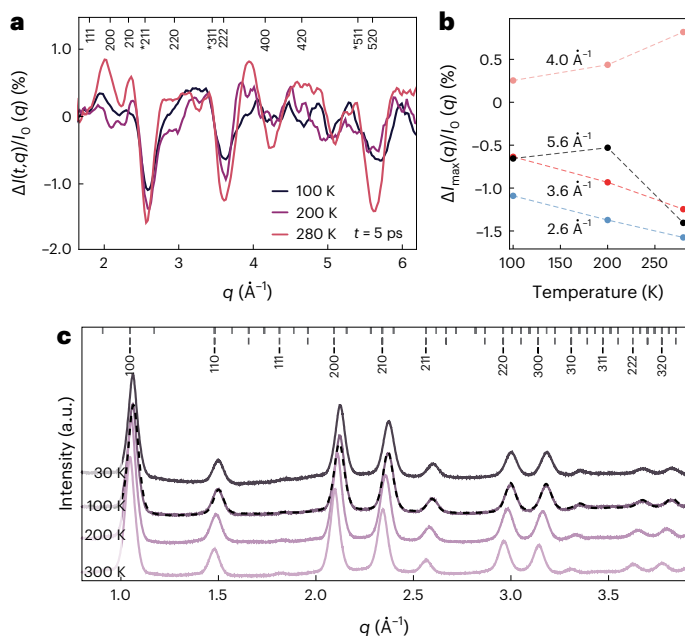 a
111
200
210
*211
220
*311
222
400
420
*511
520
ΔI(t,q)/I₀ (q) (%)
1.0
0
−1.0
−2.0
100 K
200 K
280 K
t = 5 ps
2
3
4
5
6
q (Å⁻¹)
b
ΔI_max(q)/I₀ (q) (%)
0.5
0
−0.5
−1.0
−1.5
4.0 Å⁻¹
5.6 Å⁻¹
3.6 Å⁻¹
2.6 Å⁻¹
100
200
Temperature (K)
c
100
110
111
200
210
211
220
300
310
311
222
320
Intensity (a.u.)
30 K
100 K
200 K
300 K
1.0
1.5
2.0
2.5
3.0
3.5
q (Å⁻¹)